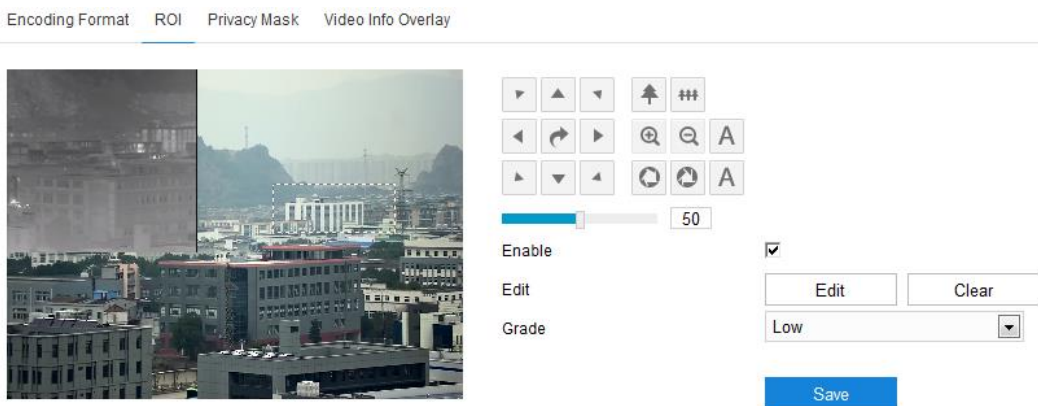 Encoding Format ROI Privacy Mask Video Info Overlay
A
A
50
Enable
Edit Edit Clear
Grade Low
Save